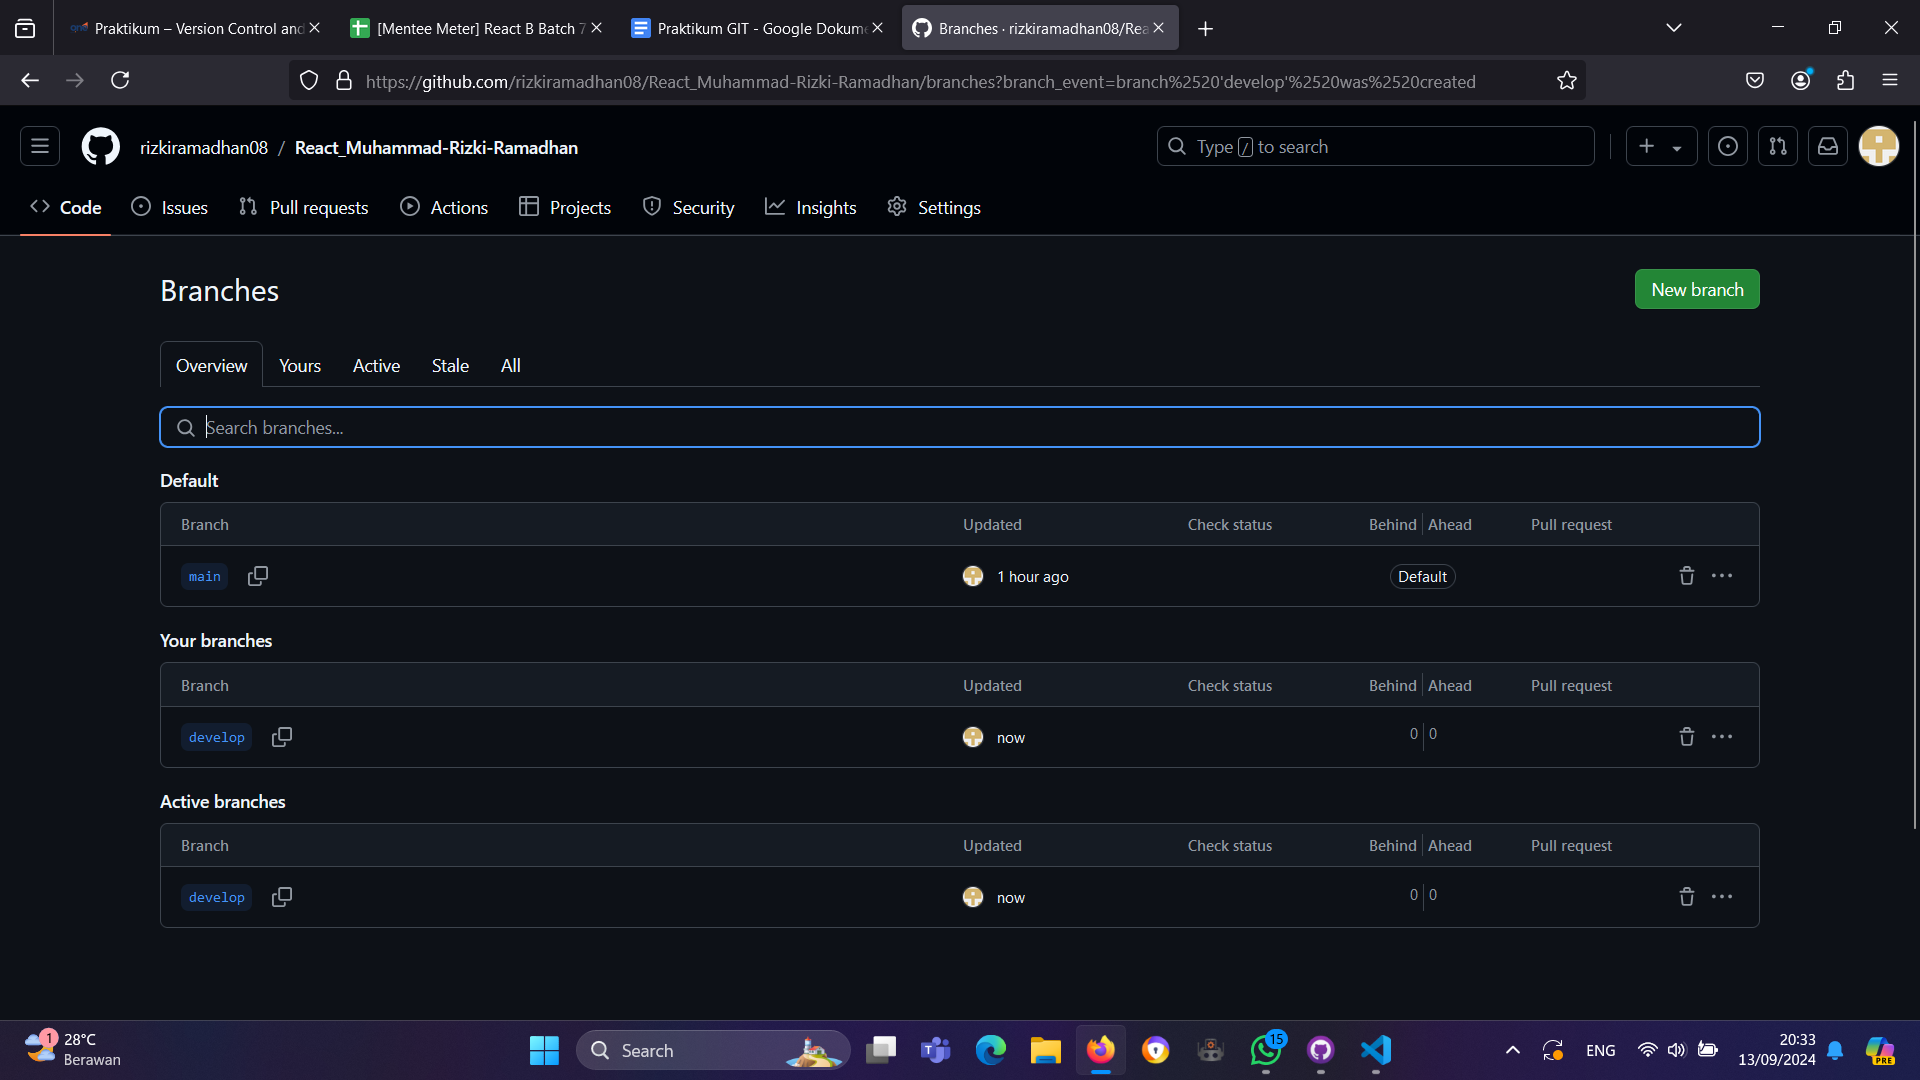 Praktikum – Version Control and
[Mentee Meter] React B Batch 7
Praktikum GIT - Google Dokume
Branches · rizkiramadhan08/Rea
https://github.com/rizkiramadhan08/React_Muhammad-Rizki-Ramadhan/branches?branch_event=branch%2520'develop'%2520was%2520created
rizkiramadhan08 / React_Muhammad-Rizki-Ramadhan
Type / to search
Code Issues Pull requests Actions Projects Security Insights Settings
Branches
New branch
Overview Yours Active Stale All
Search branches...
Default
Branch Updated Check status Behind Ahead Pull request
main 1 hour ago Default
Your branches
Branch Updated Check status Behind Ahead Pull request
develop now 0 0
Active branches
Branch Updated Check status Behind Ahead Pull request
develop now 0 0
1
28°C
Berawan
Search
15
ENG
20:33
13/09/2024
PRE